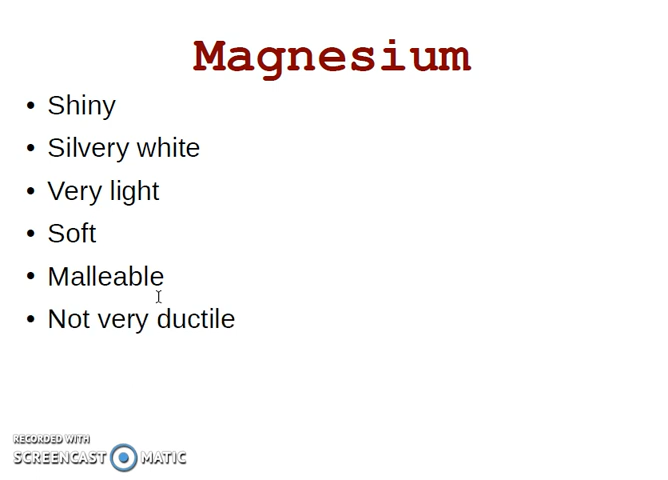 Magnesium
• Shiny
• Silvery white
• Very light
• Soft
• Malleable
• Not very ductile
RECORDED WITH
SCREENCAST MATIC